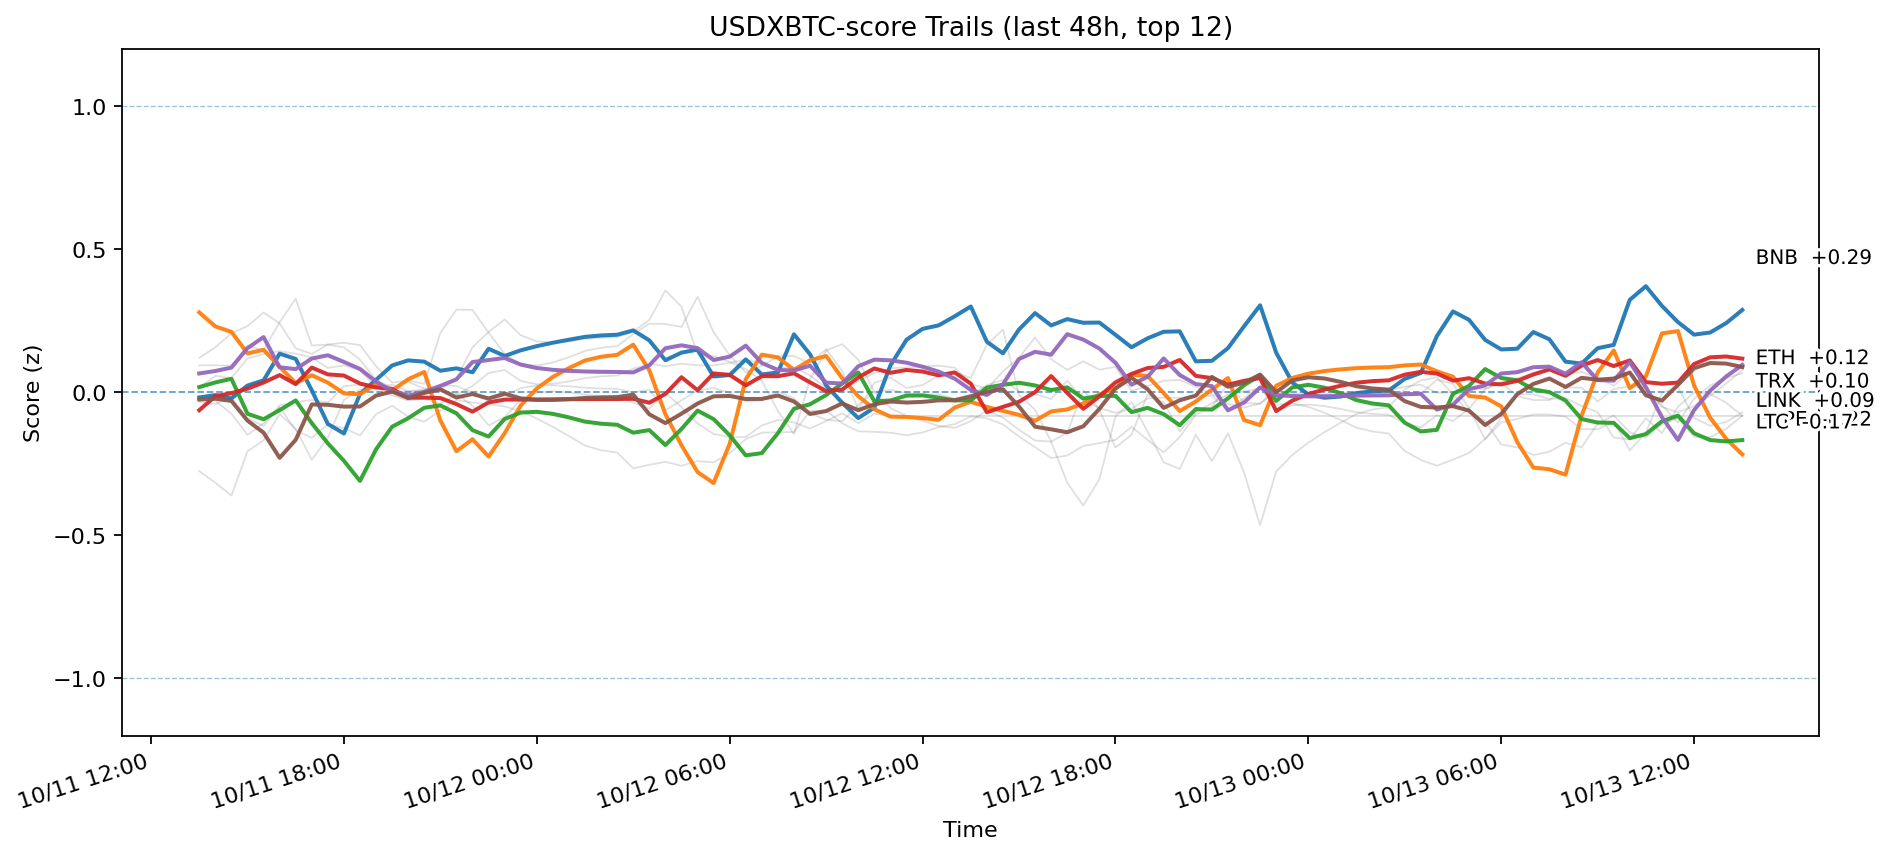 USDXBTC-score Trails (last 48h, top 12)
Score (z)
1.0
0.5
0.0
−0.5
−1.0
BNB +0.29
ETH +0.12
TRX +0.10
LINK +0.09
LTC -0.17
10/11 12:00
10/11 18:00
10/12 00:00
10/12 06:00
10/12 12:00
10/12 18:00
10/13 00:00
10/13 06:00
10/13 12:00
Time